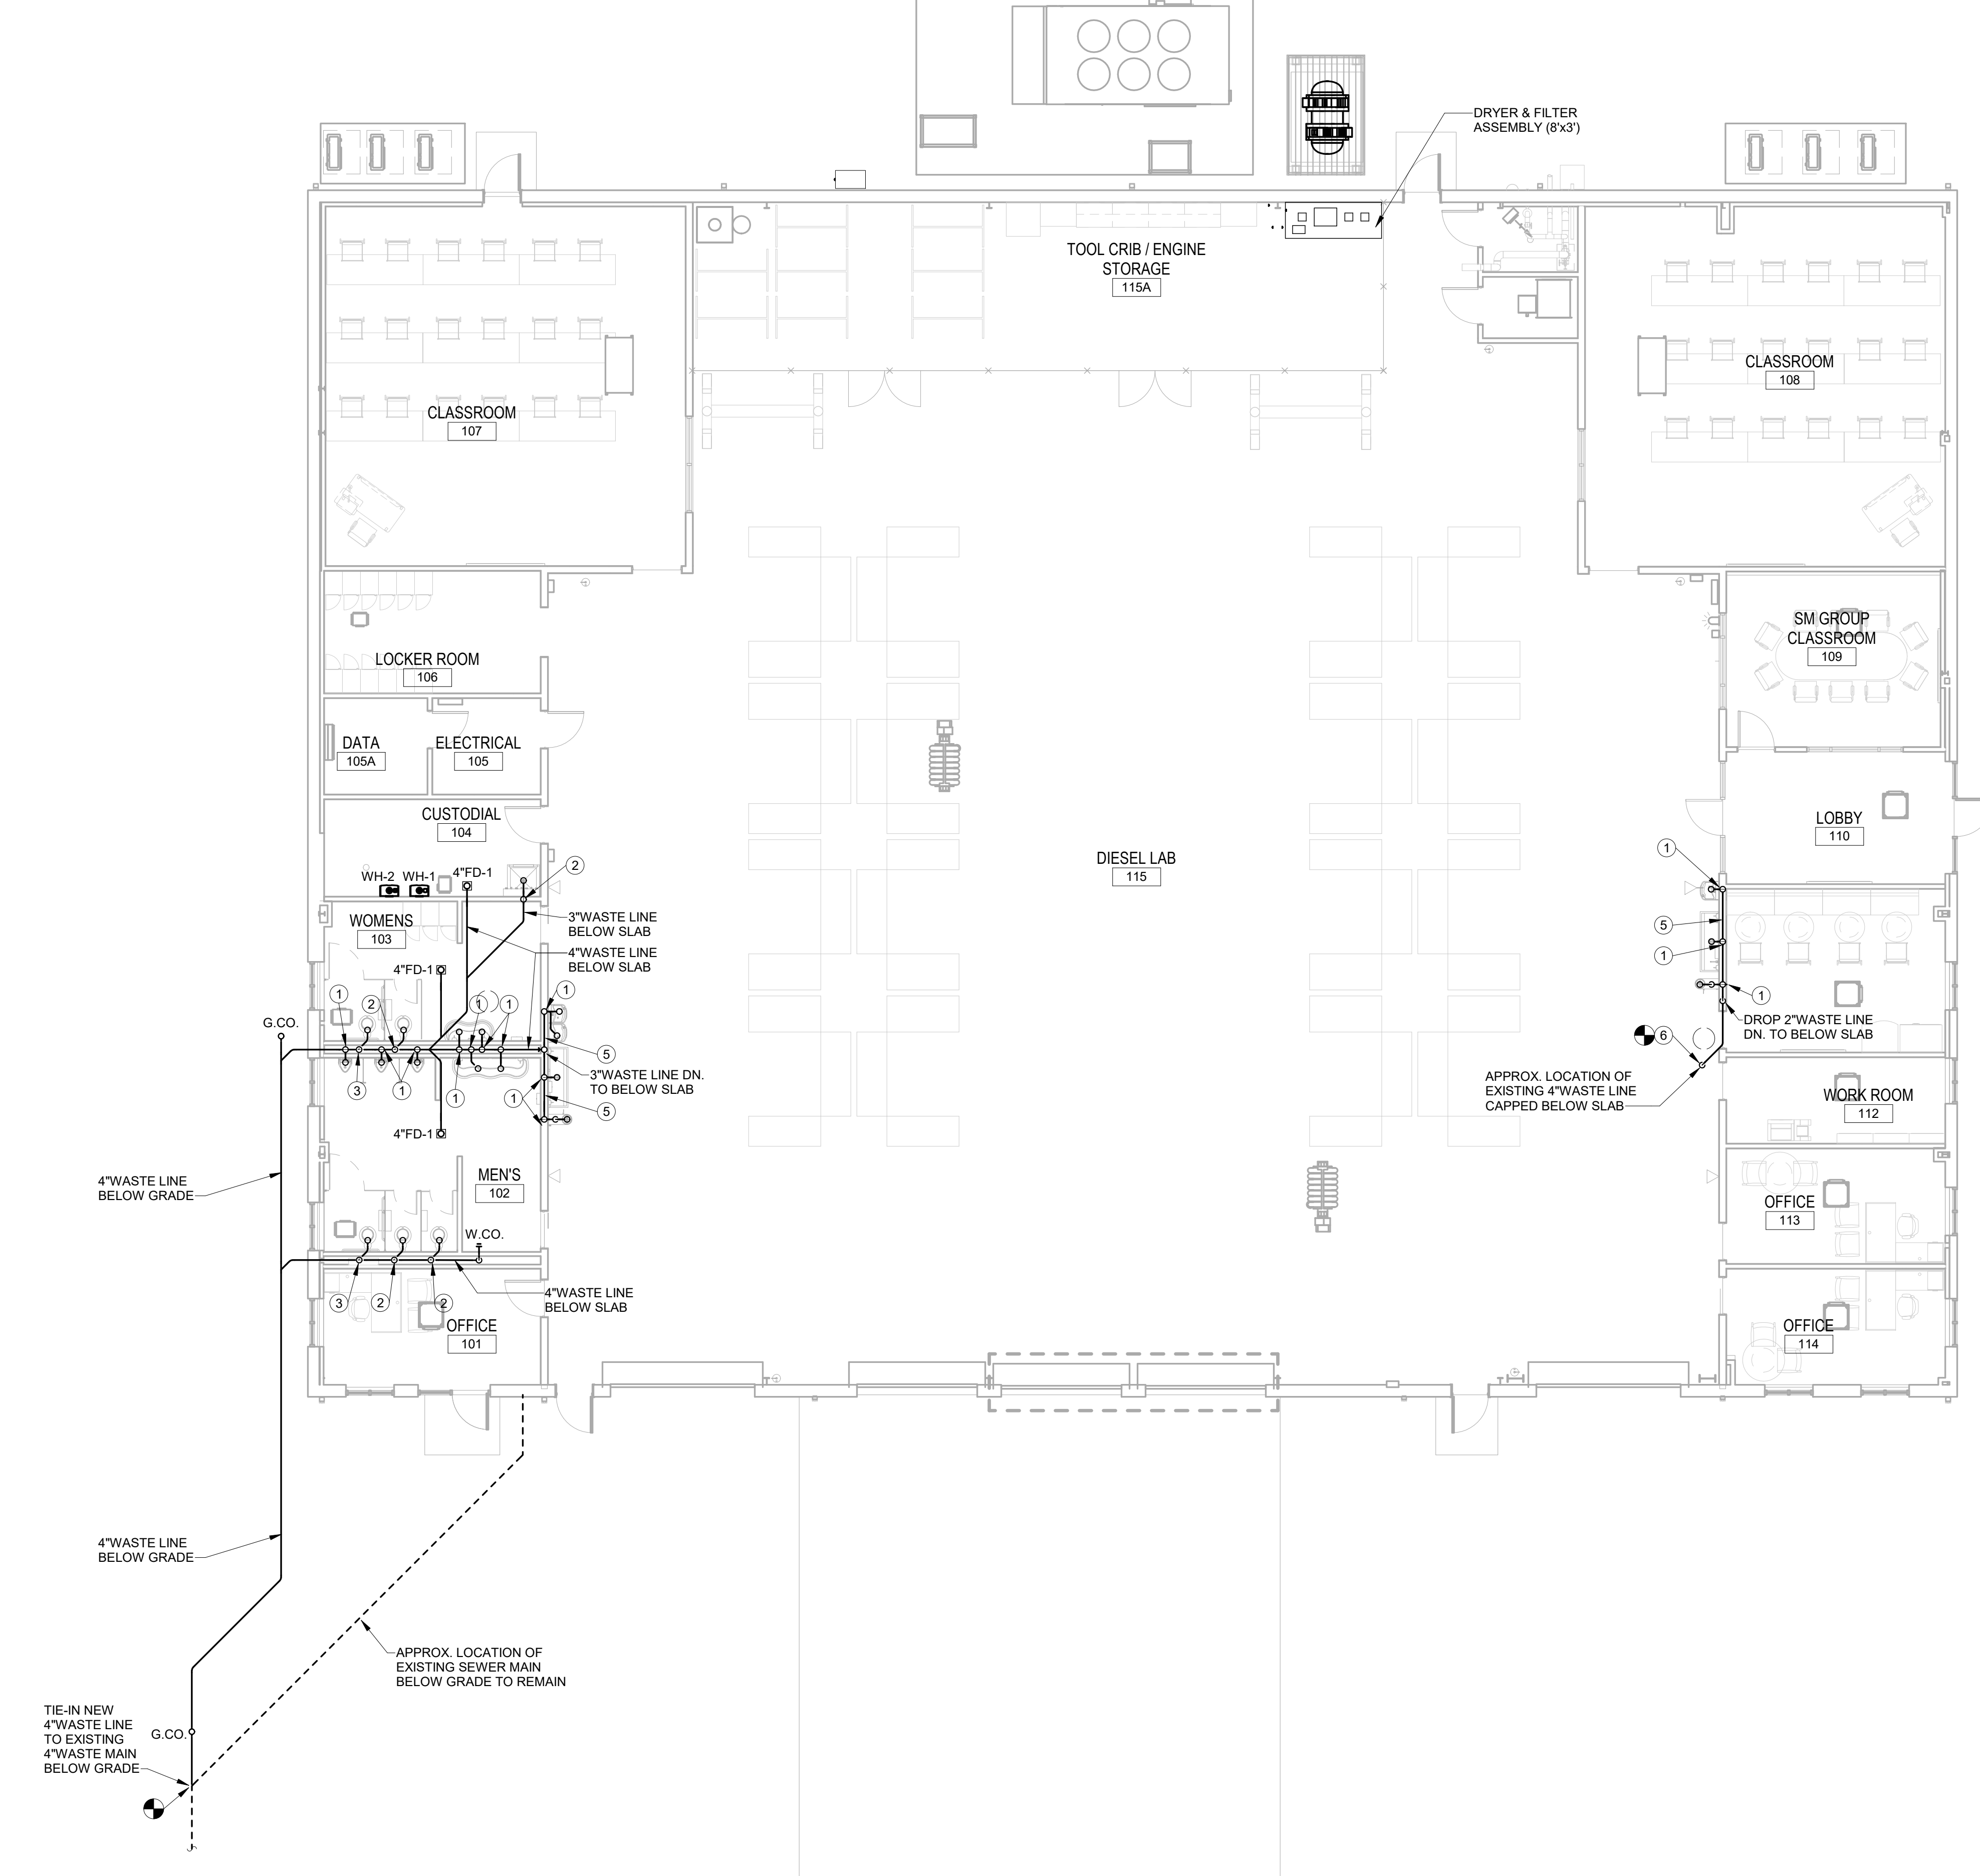 DRYER & FILTER
ASSEMBLY (8'x3')
TOOL CRIB / ENGINE
STORAGE
115A
CLASSROOM
108
CLASSROOM
107
SM GROUP
CLASSROOM
109
LOCKER ROOM
106
DATA
105A
ELECTRICAL
105
CUSTODIAL
104
LOBBY
110
DIESEL LAB
115
WH-2
WH-1
4"FD-1
2
1
3"WASTE LINE
BELOW SLAB
WOMENS
103
4"WASTE LINE
BELOW SLAB
5
1
4"FD-1
1
2
1
1
1
1
G.CO.
DROP 2"WASTE LINE
DN. TO BELOW SLAB
6
5
3"WASTE LINE DN.
TO BELOW SLAB
3
1
1
1
5
APPROX. LOCATION OF
EXISTING 4"WASTE LINE
CAPPED BELOW SLAB
WORK ROOM
112
4"FD-1
4"WASTE LINE
BELOW GRADE
MEN'S
102
OFFICE
113
W.CO.
3
2
2
4"WASTE LINE
BELOW SLAB
OFFICE
101
OFFICE
114
4"WASTE LINE
BELOW GRADE
APPROX. LOCATION OF
EXISTING SEWER MAIN
BELOW GRADE TO REMAIN
TIE-IN NEW
4"WASTE LINE
TO EXISTING
4"WASTE MAIN
BELOW GRADE
G.CO.